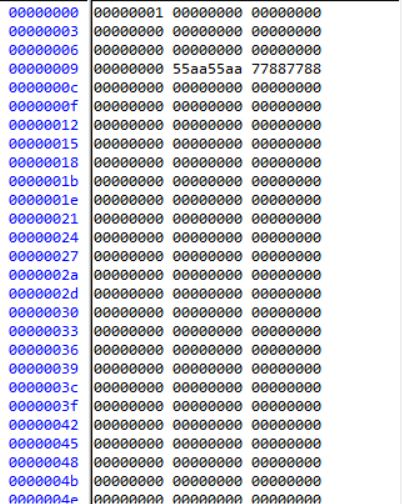 00000000 00000001 00000000 00000000
00000003 00000000 00000000 00000000
00000006 00000000 00000000 00000000
00000009 00000000 55aa55aa 77887788
0000000c 00000000 00000000 00000000
0000000f 00000000 00000000 00000000
00000012 00000000 00000000 00000000
00000015 00000000 00000000 00000000
00000018 00000000 00000000 00000000
0000001b 00000000 00000000 00000000
0000001e 00000000 00000000 00000000
00000021 00000000 00000000 00000000
00000024 00000000 00000000 00000000
00000027 00000000 00000000 00000000
0000002a 00000000 00000000 00000000
0000002d 00000000 00000000 00000000
00000030 00000000 00000000 00000000
00000033 00000000 00000000 00000000
00000036 00000000 00000000 00000000
00000039 00000000 00000000 00000000
0000003c 00000000 00000000 00000000
0000003f 00000000 00000000 00000000
00000042 00000000 00000000 00000000
00000045 00000000 00000000 00000000
00000048 00000000 00000000 00000000
0000004b 00000000 00000000 00000000
0000004e 00000000 00000000 00000000